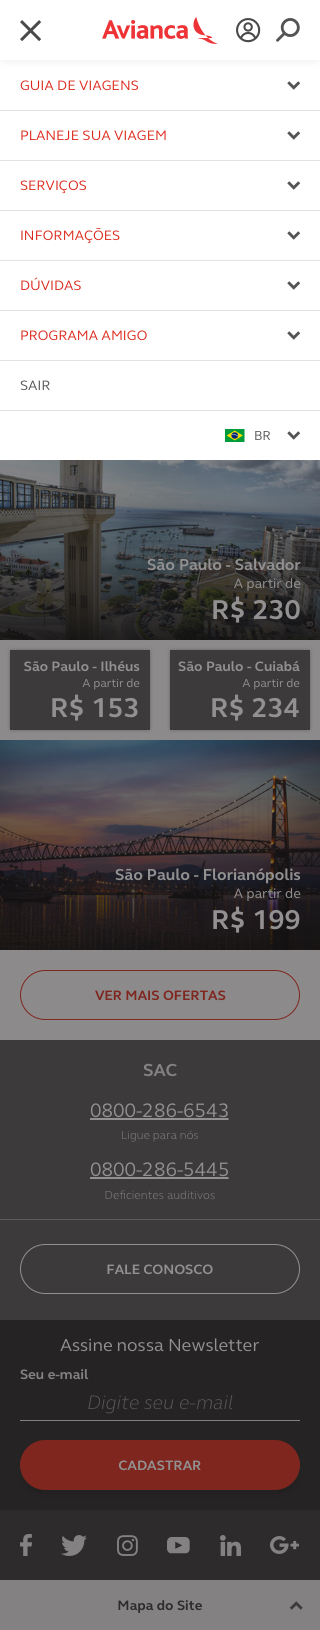 Avianca
GUIA DE VIAGENS
PLANEJE SUA VIAGEM
SERVIÇOS
INFORMAÇÕES
DÚVIDAS
PROGRAMA AMIGO
SAIR
BR
São Paulo - Salvador
A partir de
R$ 230
São Paulo - Ilhéus
A partir de
R$ 153
São Paulo - Cuiabá
A partir de
R$ 234
São Paulo - Florianópolis
A partir de
R$ 199
VER MAIS OFERTAS
SAC
0800-286-6543
Ligue para nós
0800-286-5445
Deficientes auditivos
FALE CONOSCO
Assine nossa Newsletter
Seu e-mail
Digite seu e-mail
CADASTRAR
Mapa do Site